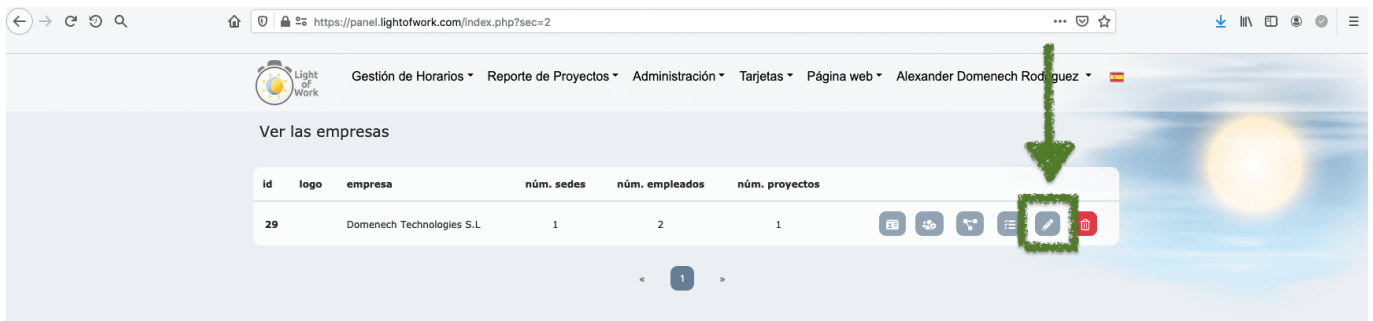 https://panel.lightofwork.com/index.php?sec=2
Light of Work
Gestión de Horarios Reporte de Proyectos Administración Tarjetas Página web Alexander Domenech Rodríguez
Ver las empresas
id logo empresa núm. sedes núm. empleados núm. proyectos
29 Domenech Technologies S.L 1 2 1
« 1 »